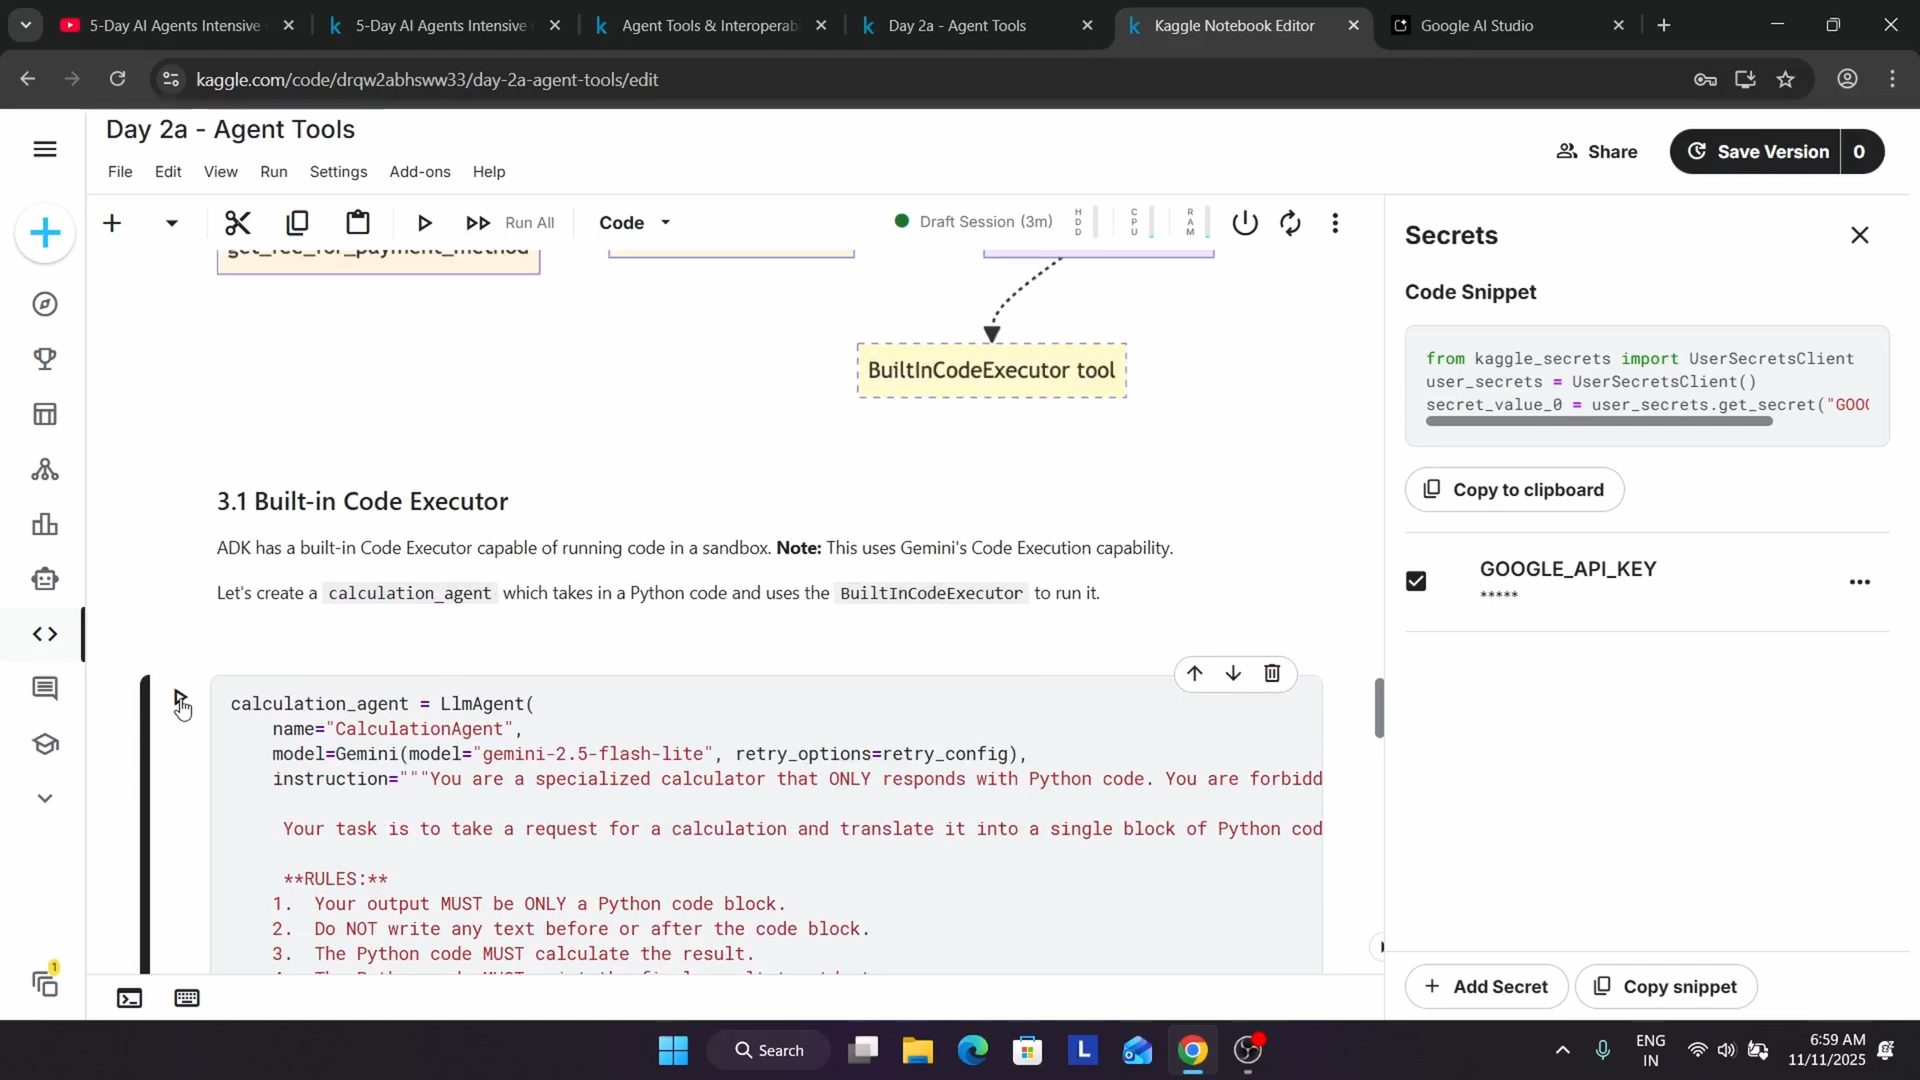 5-Day AI Agents Intensive
5-Day AI Agents Intensive
Agent Tools & Interoperab
Day 2a - Agent Tools
Kaggle Notebook Editor
Google AI Studio
kaggle.com/code/drqw2abhsww33/day-2a-agent-tools/edit
Day 2a - Agent Tools
File Edit View Run Settings Add-ons Help
Share
Save Version 0
Run All
Code
Draft Session (3m)
HDD
CPU
RAM
get_fee_for_payment_method
BuiltInCodeExecutor tool
3.1 Built-in Code Executor
ADK has a built-in Code Executor capable of running code in a sandbox. Note: This uses Gemini's Code Execution capability.
Let's create a calculation_agent which takes in a Python code and uses the BuiltInCodeExecutor to run it.
calculation_agent = LlmAgent(
name="CalculationAgent",
model=Gemini(model="gemini-2.5-flash-lite", retry_options=retry_config),
instruction="""You are a specialized calculator that ONLY responds with Python code. You are forbidd
Your task is to take a request for a calculation and translate it into a single block of Python cod
**RULES:**
1. Your output MUST be ONLY a Python code block.
2. Do NOT write any text before or after the code block.
3. The Python code MUST calculate the result.
Secrets
Code Snippet
from kaggle_secrets import UserSecretsClient
user_secrets = UserSecretsClient()
secret_value_0 = user_secrets.get_secret("GOO
Copy to clipboard
GOOGLE_API_KEY
*****
Add Secret
Copy snippet
1
Search
L
ENG
IN
6:59 AM
11/11/2025